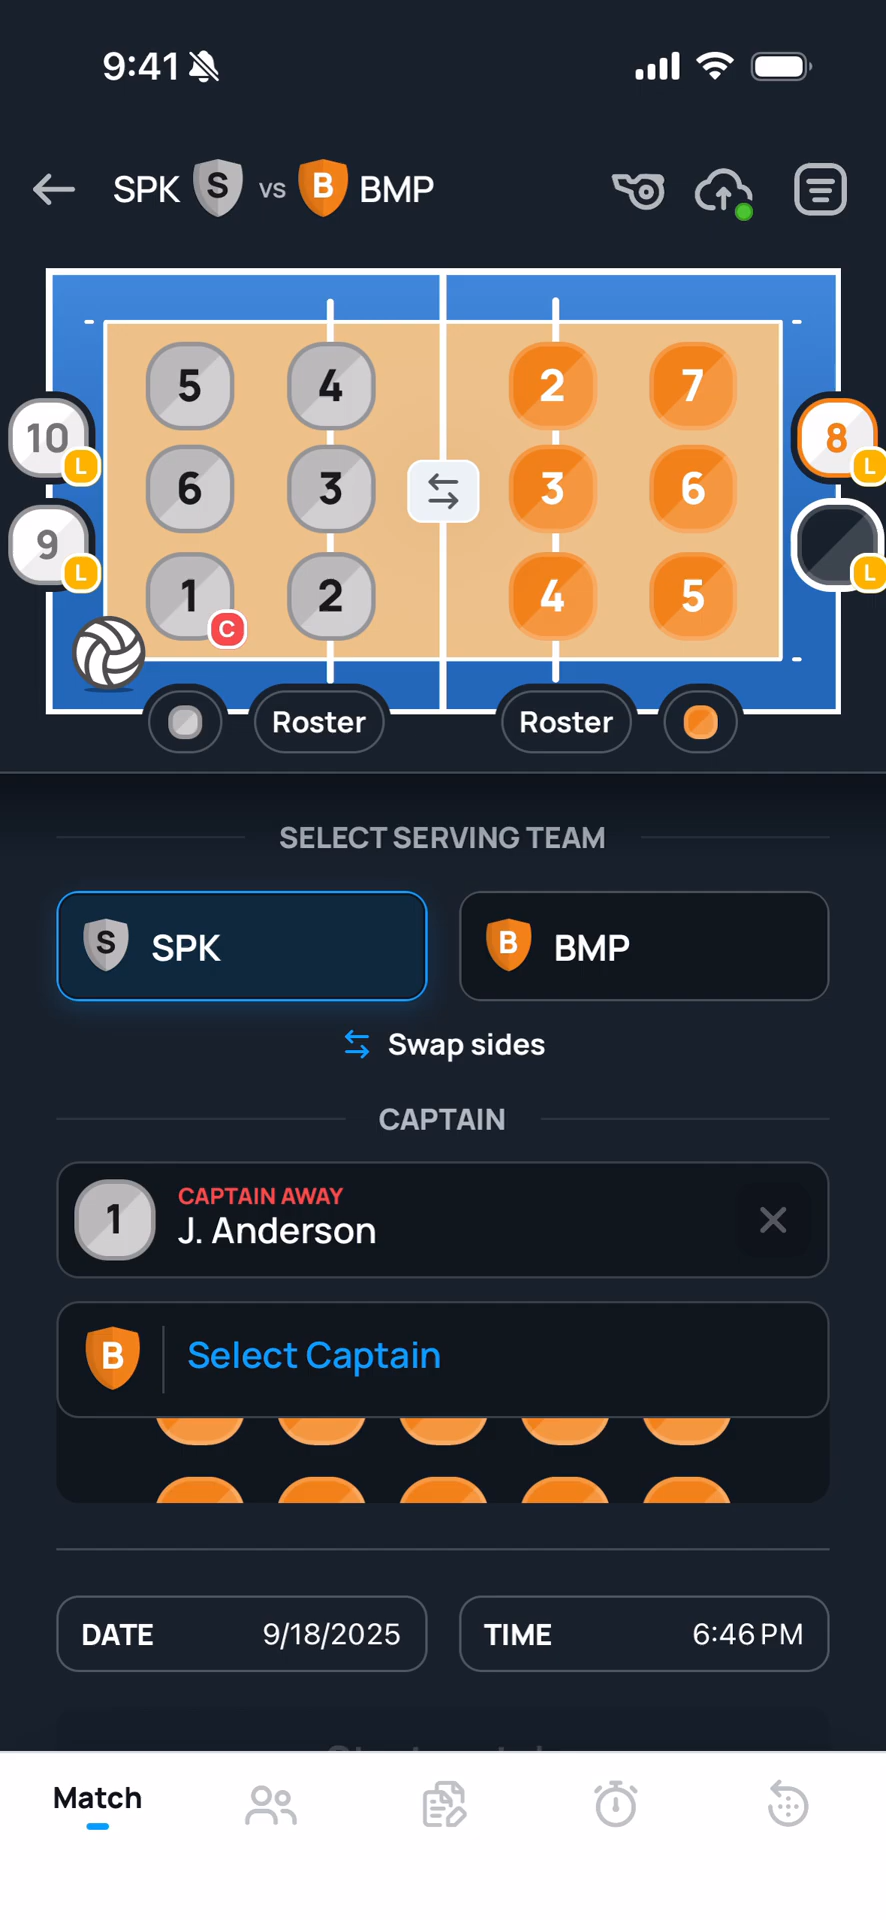 9:41
SPK S vs B BMP
5 4 2 7
10 L 8 L
6 3 3 6
9 L L
1 C 2 4 5
Roster Roster
SELECT SERVING TEAM
S SPK B BMP
Swap sides
CAPTAIN
1 CAPTAIN AWAY
J. Anderson
B Select Captain
DATE 9/18/2025 TIME 6:46 PM
Match